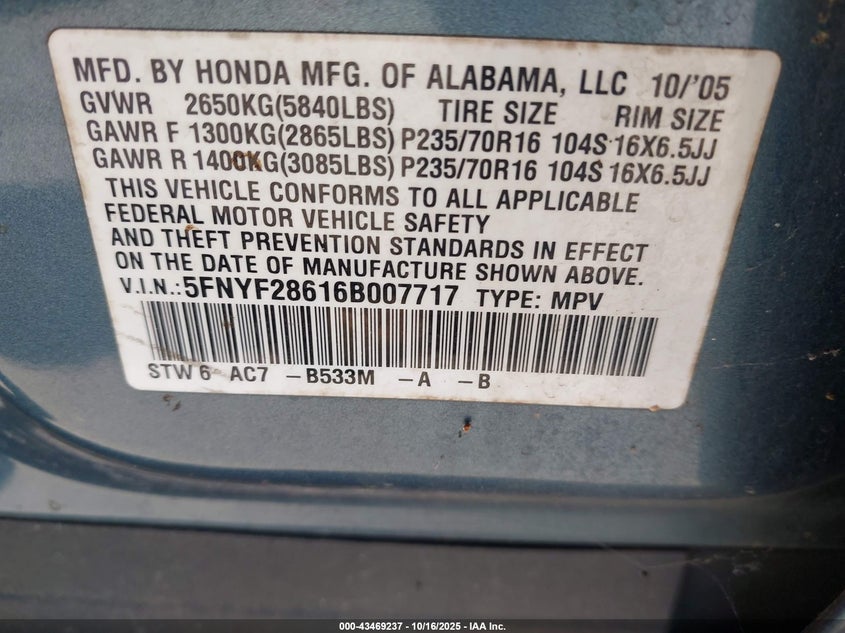 MFD. BY HONDA MFG. OF ALABAMA, LLC 10/'05
GVWR 2650KG(5840LBS) TIRE SIZE RIM SIZE
GAWR F 1300KG(2865LBS) P235/70R16 104S 16X6.5JJ
GAWR R 1400KG(3085LBS) P235/70R16 104S 16X6.5JJ
THIS VEHICLE CONFORMS TO ALL APPLICABLE
FEDERAL MOTOR VEHICLE SAFETY
AND THEFT PREVENTION STANDARDS IN EFFECT
ON THE DATE OF MANUFACTURE SHOWN ABOVE.
V.I.N.: 5FNYF28616B007717 TYPE: MPV
STW 6 AC7 -B533M -A -B
000-43469237 - 10/16/2025 - IAA Inc.